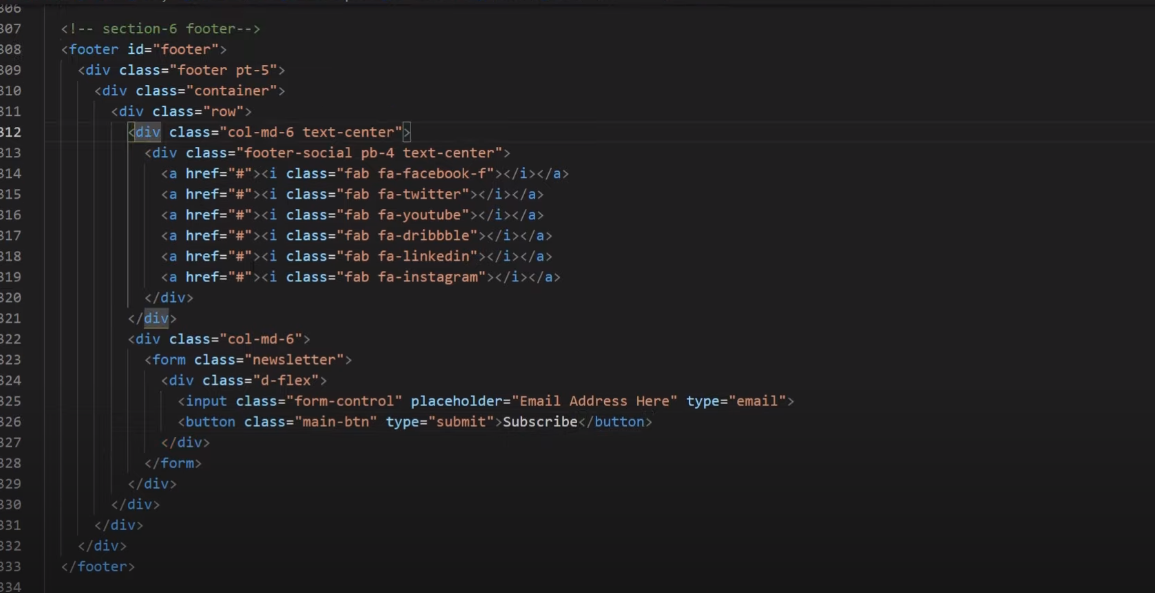 306
307 <!-- section-6 footer-->
308 <footer id="footer">
309 <div class="footer pt-5">
310 <div class="container">
311 <div class="row">
312 <div class="col-md-6 text-center">
313 <div class="footer-social pb-4 text-center">
314 <a href="#"><i class="fab fa-facebook-f"></i></a>
315 <a href="#"><i class="fab fa-twitter"></i></a>
316 <a href="#"><i class="fab fa-youtube"></i></a>
317 <a href="#"><i class="fab fa-dribbble"></i></a>
318 <a href="#"><i class="fab fa-linkedin"></i></a>
319 <a href="#"><i class="fab fa-instagram"></i></a>
320 </div>
321 </div>
322 <div class="col-md-6">
323 <form class="newsletter">
324 <div class="d-flex">
325 <input class="form-control" placeholder="Email Address Here" type="email">
326 <button class="main-btn" type="submit">Subscribe</button>
327 </div>
328 </form>
329 </div>
330 </div>
331 </div>
332 </div>
333 </footer>
334